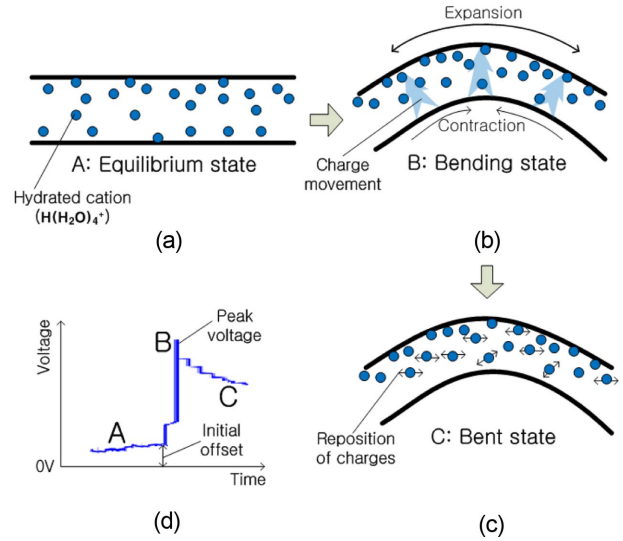 A: Equilibrium state
Hydrated cation
(H(H₂O)₄⁺)
(a)
Expansion
Contraction
Charge
movement
B: Bending state
(b)
Voltage
B
Peak
voltage
A
C
Initial
offset
0V
Time
(d)
Reposition
of charges
C: Bent state
(c)